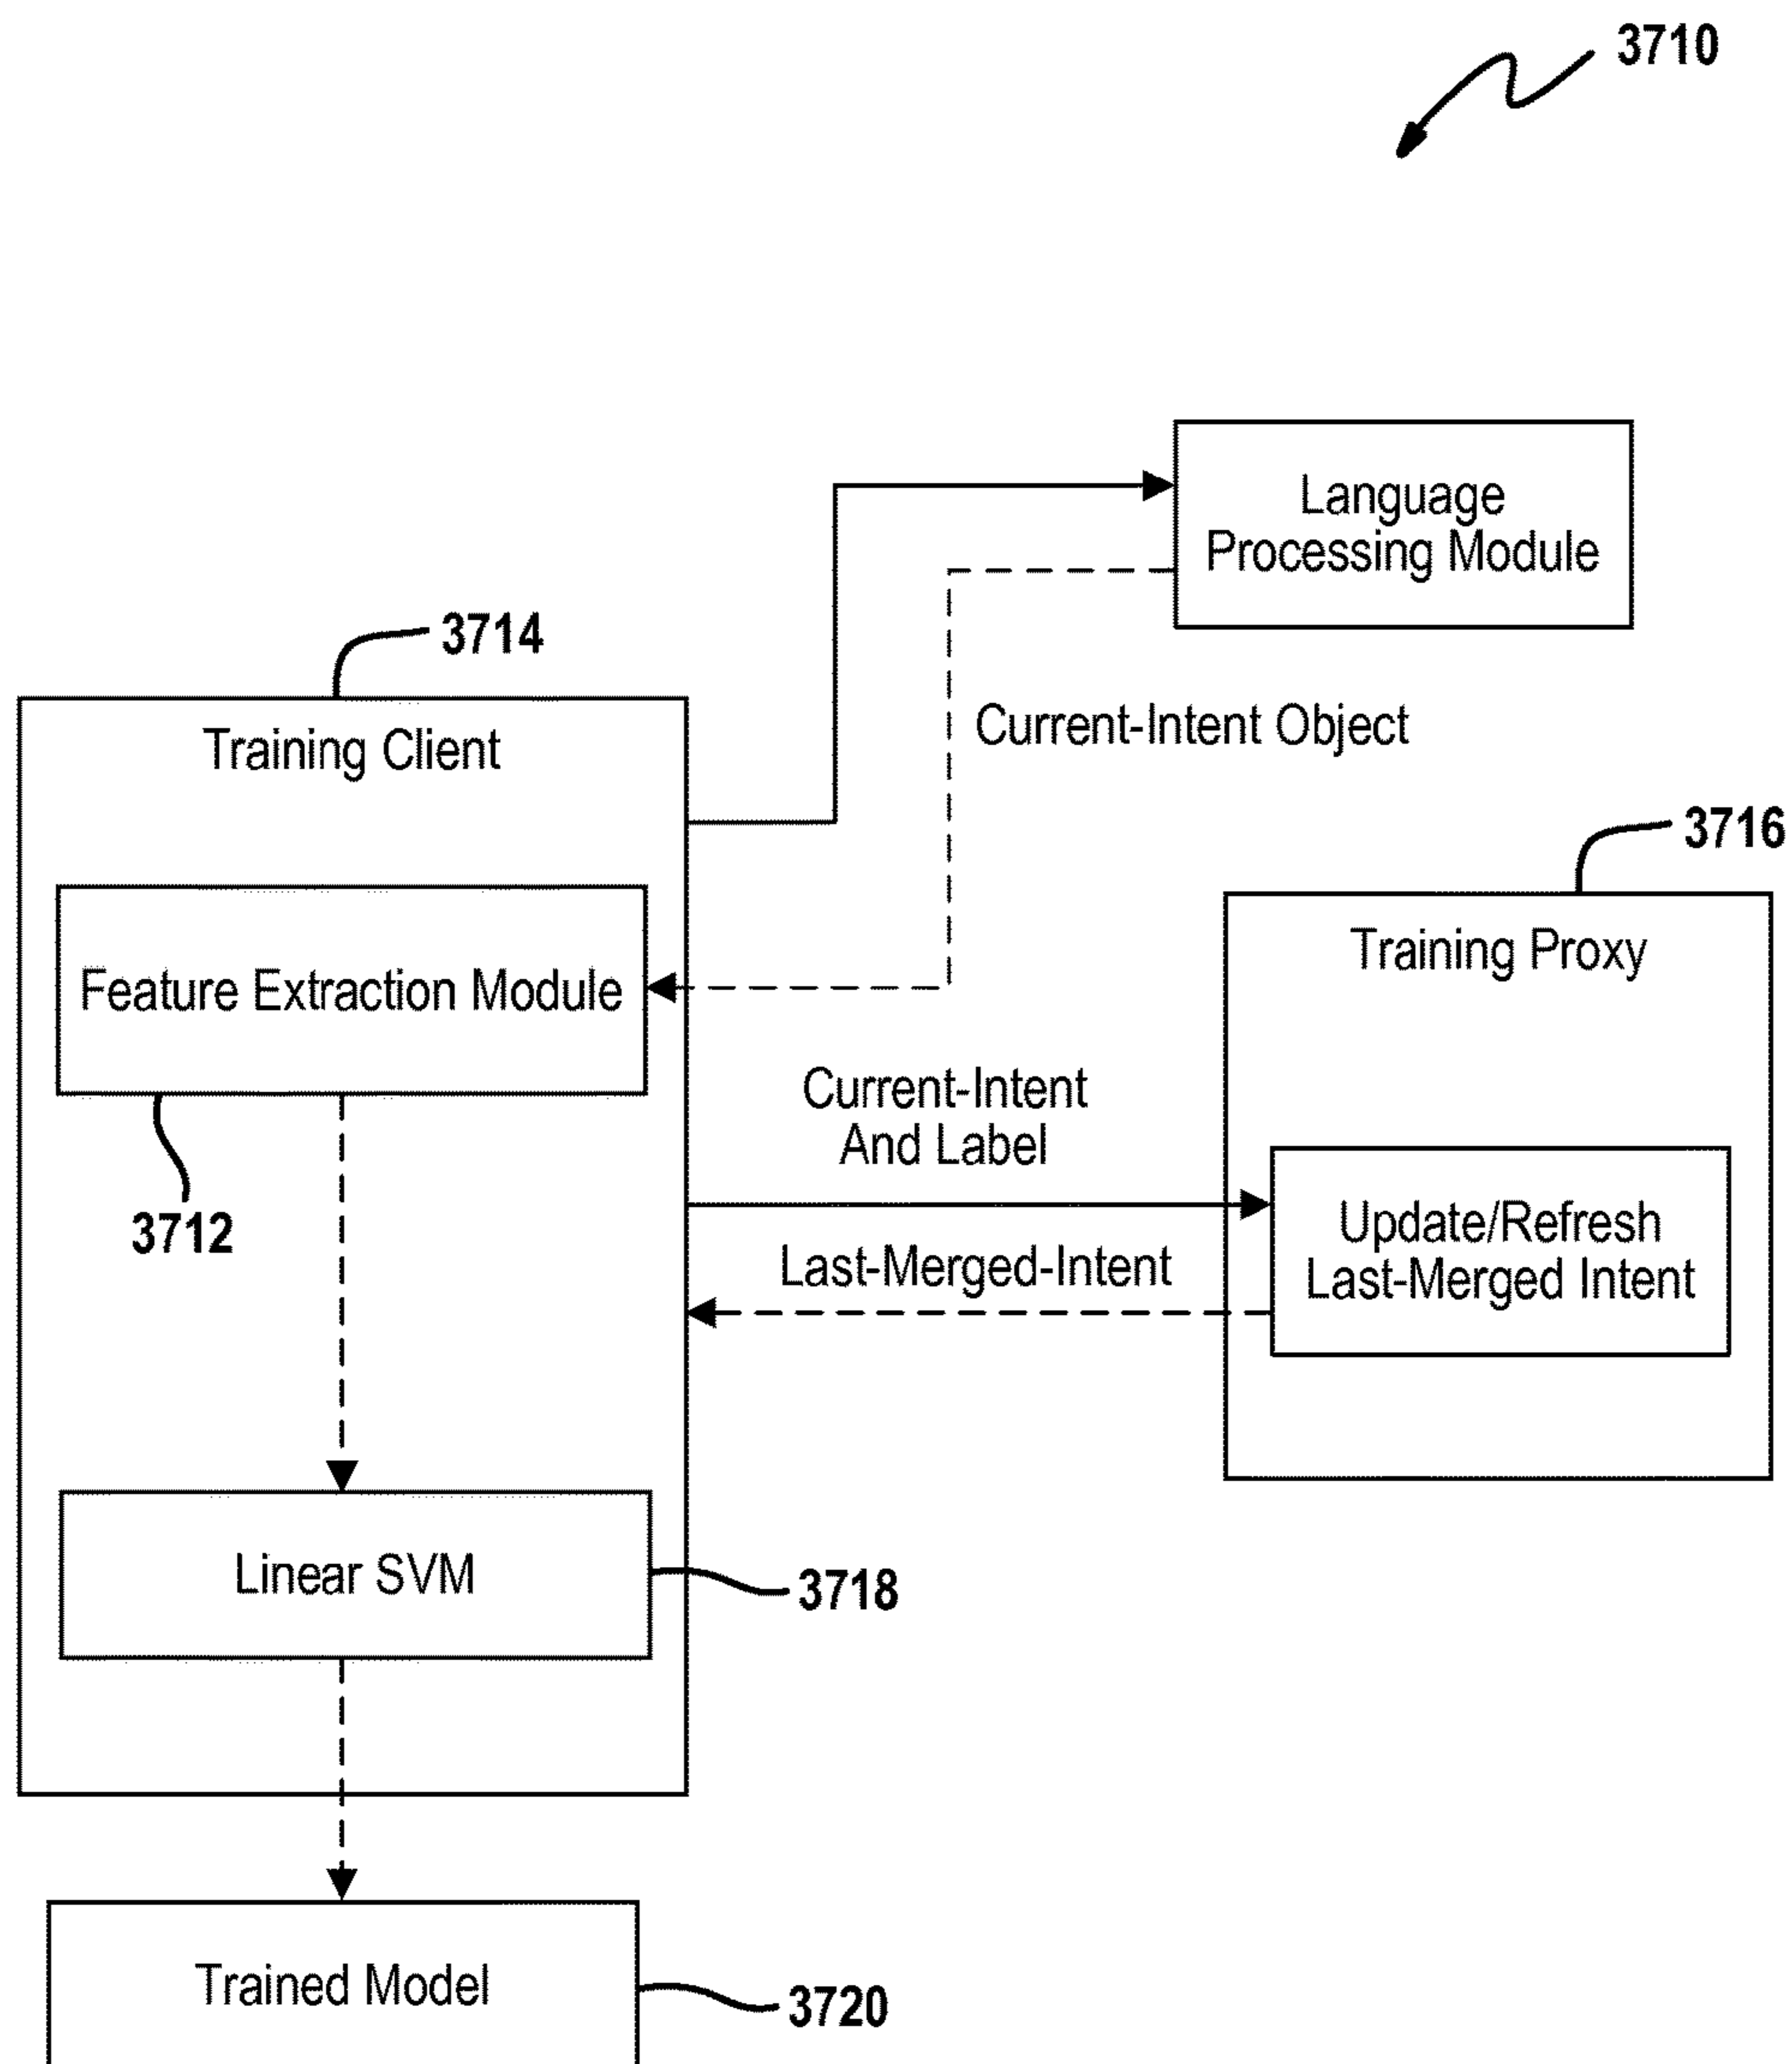 3710
Language
Processing Module
3714
Training Client
Current-Intent Object
3716
Training Proxy
Feature Extraction Module
Current-Intent
And Label
3712
Update/Refresh
Last-Merged Intent
Last-Merged-Intent
Linear SVM
3718
Trained Model
3720